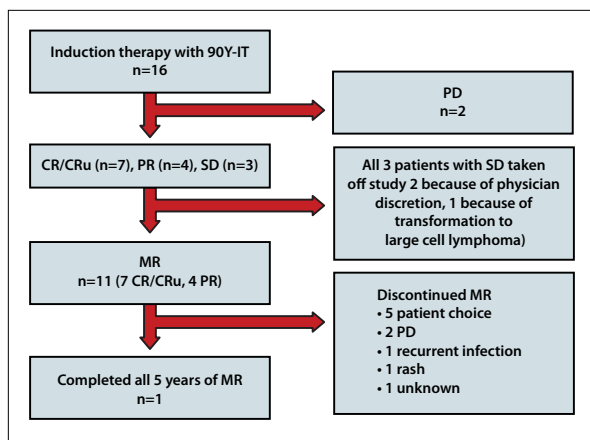 Induction therapy with 90Y-IT
n=16
PD
n=2
CR/CRu (n=7), PR (n=4), SD (n=3)
All 3 patients with SD taken
off study 2 because of physician
discretion, 1 because of
transformation to
large cell lymphoma)
MR
n=11 (7 CR/CRu, 4 PR)
Discontinued MR
• 5 patient choice
• 2 PD
• 1 recurrent infection
• 1 rash
• 1 unknown
Completed all 5 years of MR
n=1